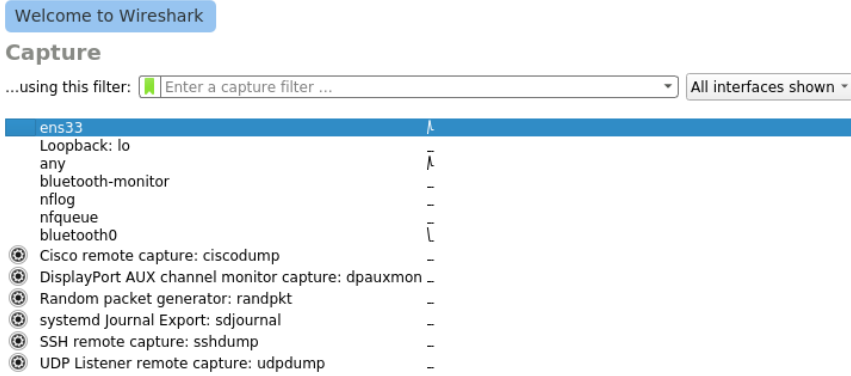 Welcome to Wireshark
Capture
...using this filter: Enter a capture filter ... All interfaces shown
ens33
Loopback: lo
any
bluetooth-monitor
nflog
nfqueue
bluetooth0
Cisco remote capture: ciscodump
DisplayPort AUX channel monitor capture: dpauxmon
Random packet generator: randpkt
systemd Journal Export: sdjournal
SSH remote capture: sshdump
UDP Listener remote capture: udpdump